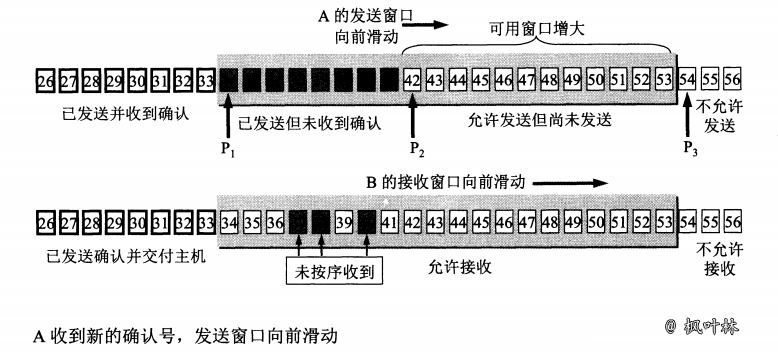 A 的发送窗口
向前滑动
可用窗口增大
26 27 28 29 30 31 32 33 42 43 44 45 46 47 48 49 50 51 52 53 54 55 56
已发送并收到确认
已发送但未收到确认
允许发送但尚未发送
不允许
发送
P1
P2
P3
B 的接收窗口向前滑动
26 27 28 29 30 31 32 33 34 35 36 39 41 42 43 44 45 46 47 48 49 50 51 52 53 54 55 56
已发送确认并交付主机
未按序收到
允许接收
不允许
接收
A 收到新的确认号，发送窗口向前滑动
@ 枫叶林